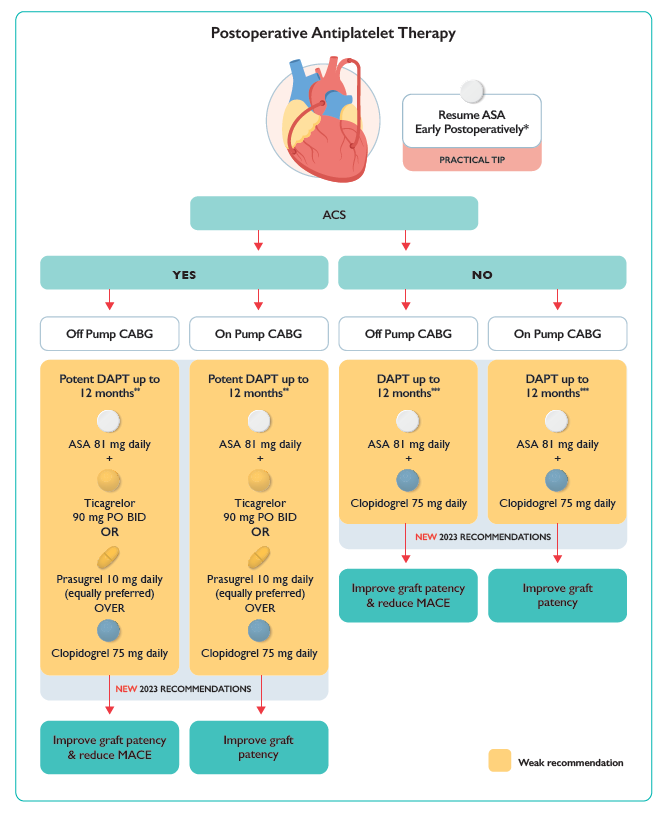 Postoperative Antiplatelet Therapy
Resume ASA
Early Postoperatively*
PRACTICAL TIP
ACS
YES
NO
Off Pump CABG
On Pump CABG
Off Pump CABG
On Pump CABG
Potent DAPT up to
12 months**
ASA 81 mg daily
+
Ticagrelor
90 mg PO BID
OR
Prasugrel 10 mg daily
(equally preferred)
OVER
Clopidogrel 75 mg daily
Potent DAPT up to
12 months**
ASA 81 mg daily
+
Ticagrelor
90 mg PO BID
OR
Prasugrel 10 mg daily
(equally preferred)
OVER
Clopidogrel 75 mg daily
DAPT up to
12 months***
ASA 81 mg daily
+
Clopidogrel 75 mg daily
DAPT up to
12 months***
ASA 81 mg daily
+
Clopidogrel 75 mg daily
NEW 2023 RECOMMENDATIONS
Improve graft patency
& reduce MACE
Improve graft
patency
NEW 2023 RECOMMENDATIONS
Improve graft patency
& reduce MACE
Improve graft
patency
Weak recommendation